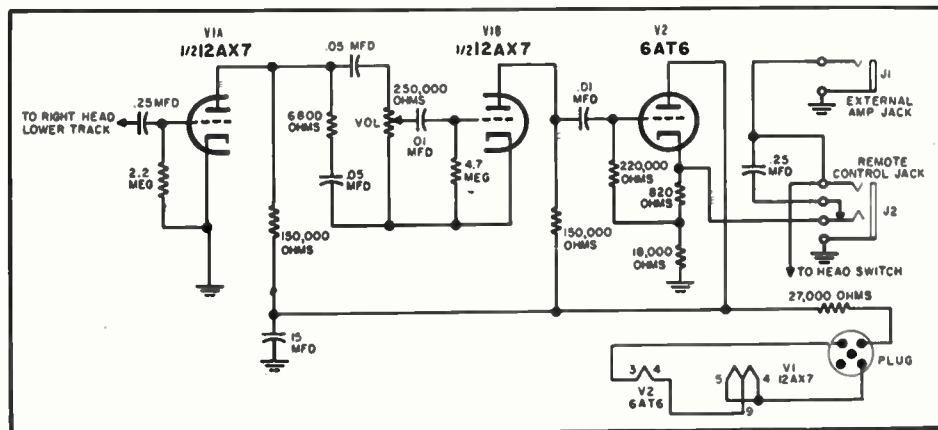 V1A
1/2 12AX7
TO RIGHT HEAD
LOWER TRACK
.25MFD
2.2
MEG
.05 MFD
6800
OHMS
.05
MFD
150,000
OHMS
15
MFD
250,000
OHMS
VOL
.01
MFD
4.7
MEG
V1B
1/2 12AX7
150,000
OHMS
.01
MFD
V2
6AT6
220,000
OHMS
820
OHMS
18,000
OHMS
J1
EXTERNAL
AMP JACK
.25
MFD
REMOTE
CONTROL JACK
J2
TO HEAD SWITCH
27,000 OHMS
PLUG
3 4
V2
6AT6
5 4
9
V1
12AX7